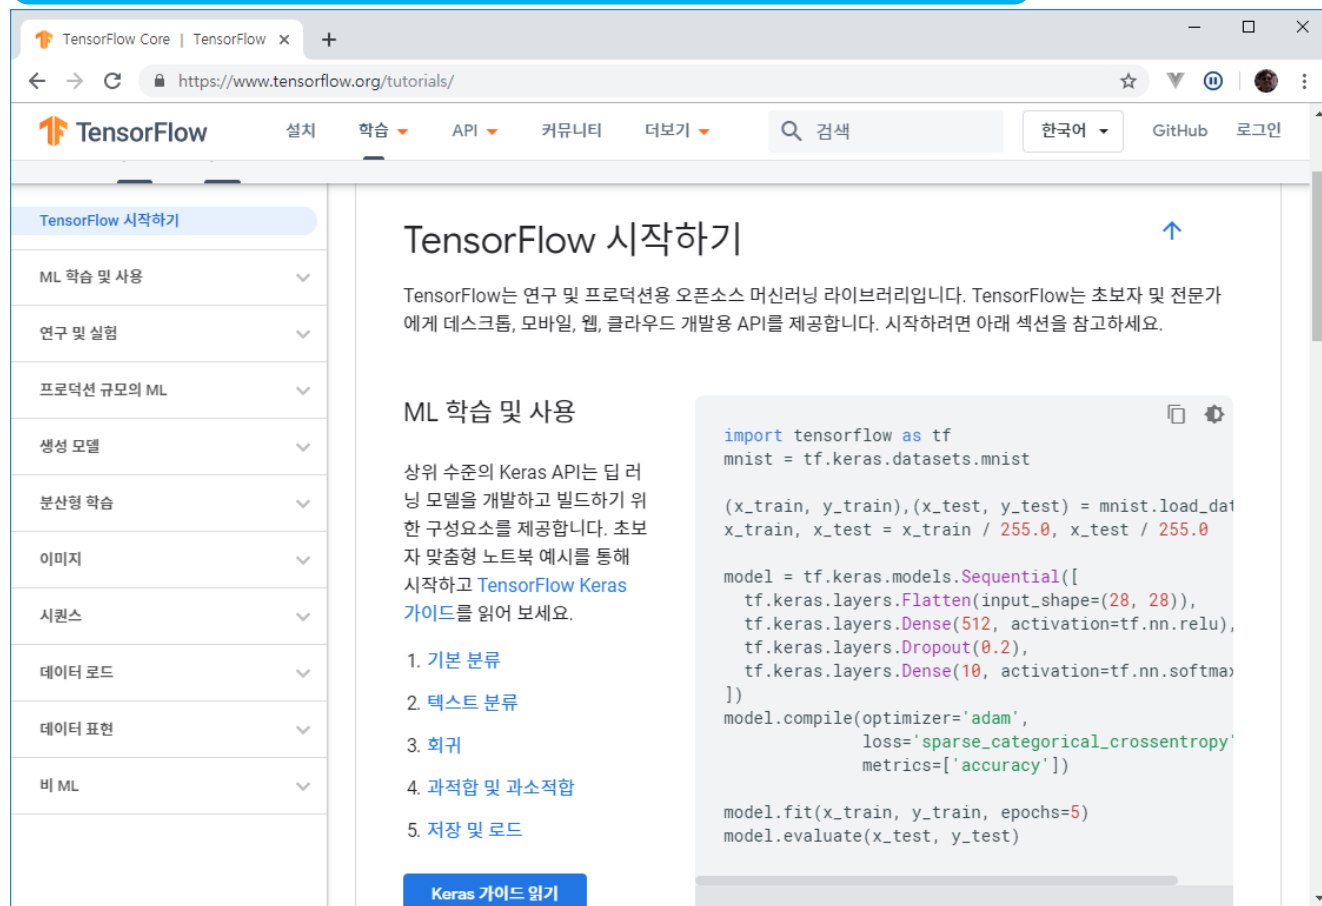 TensorFlow Core | TensorFlow
https://www.tensorflow.org/tutorials/
TensorFlow
설치
학습
API
커뮤니티
더보기
검색
한국어
GitHub
로그인
TensorFlow 시작하기
ML 학습 및 사용
연구 및 실험
프로덕션 규모의 ML
생성 모델
분산형 학습
이미지
시퀀스
데이터 로드
데이터 표현
비 ML
TensorFlow 시작하기
TensorFlow는 연구 및 프로덕션용 오픈소스 머신러닝 라이브러리입니다. TensorFlow는 초보자 및 전문가
에게 데스크톱, 모바일, 웹, 클라우드 개발용 API를 제공합니다. 시작하려면 아래 섹션을 참고하세요.
ML 학습 및 사용
상위 수준의 Keras API는 딥 러
닝 모델을 개발하고 빌드하기 위
한 구성요소를 제공합니다. 초보
자 맞춤형 노트북 예시를 통해
시작하고 TensorFlow Keras
가이드를 읽어 보세요.
1. 기본 분류
2. 텍스트 분류
3. 회귀
4. 과적합 및 과소적합
5. 저장 및 로드
Keras 가이드 읽기
import tensorflow as tf
mnist = tf.keras.datasets.mnist
(x_train, y_train),(x_test, y_test) = mnist.load_dat
x_train, x_test = x_train / 255.0, x_test / 255.0
model = tf.keras.models.Sequential([
tf.keras.layers.Flatten(input_shape=(28, 28)),
tf.keras.layers.Dense(512, activation=tf.nn.relu),
tf.keras.layers.Dropout(0.2),
tf.keras.layers.Dense(10, activation=tf.nn.softmax
])
model.compile(optimizer='adam',
loss='sparse_categorical_crossentropy'
metrics=['accuracy'])
model.fit(x_train, y_train, epochs=5)
model.evaluate(x_test, y_test)